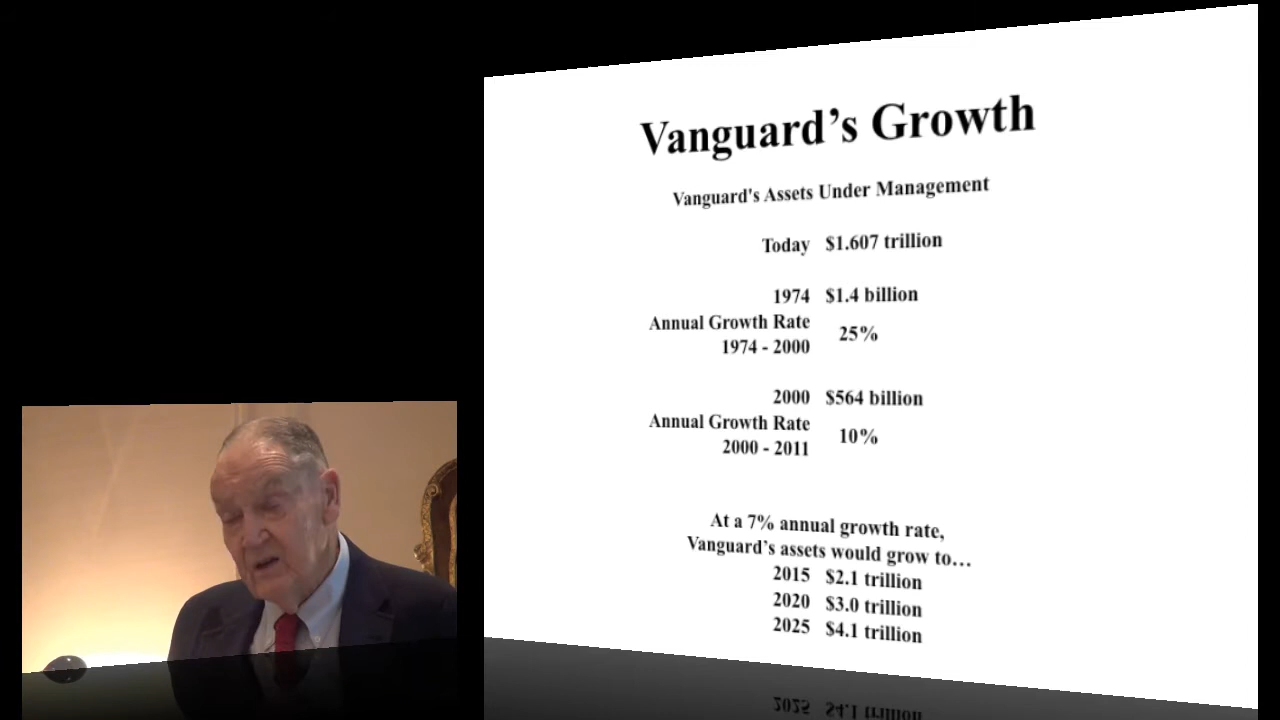 Vanguard's Growth
Vanguard's Assets Under Management
Today $1.607 trillion
1974 $1.4 billion
Annual Growth Rate
1974 - 2000 25%
2000 $564 billion
Annual Growth Rate
2000 - 2011 10%
At a 7% annual growth rate,
Vanguard's assets would grow to…
2015 $2.1 trillion
2020 $3.0 trillion
2025 $4.1 trillion